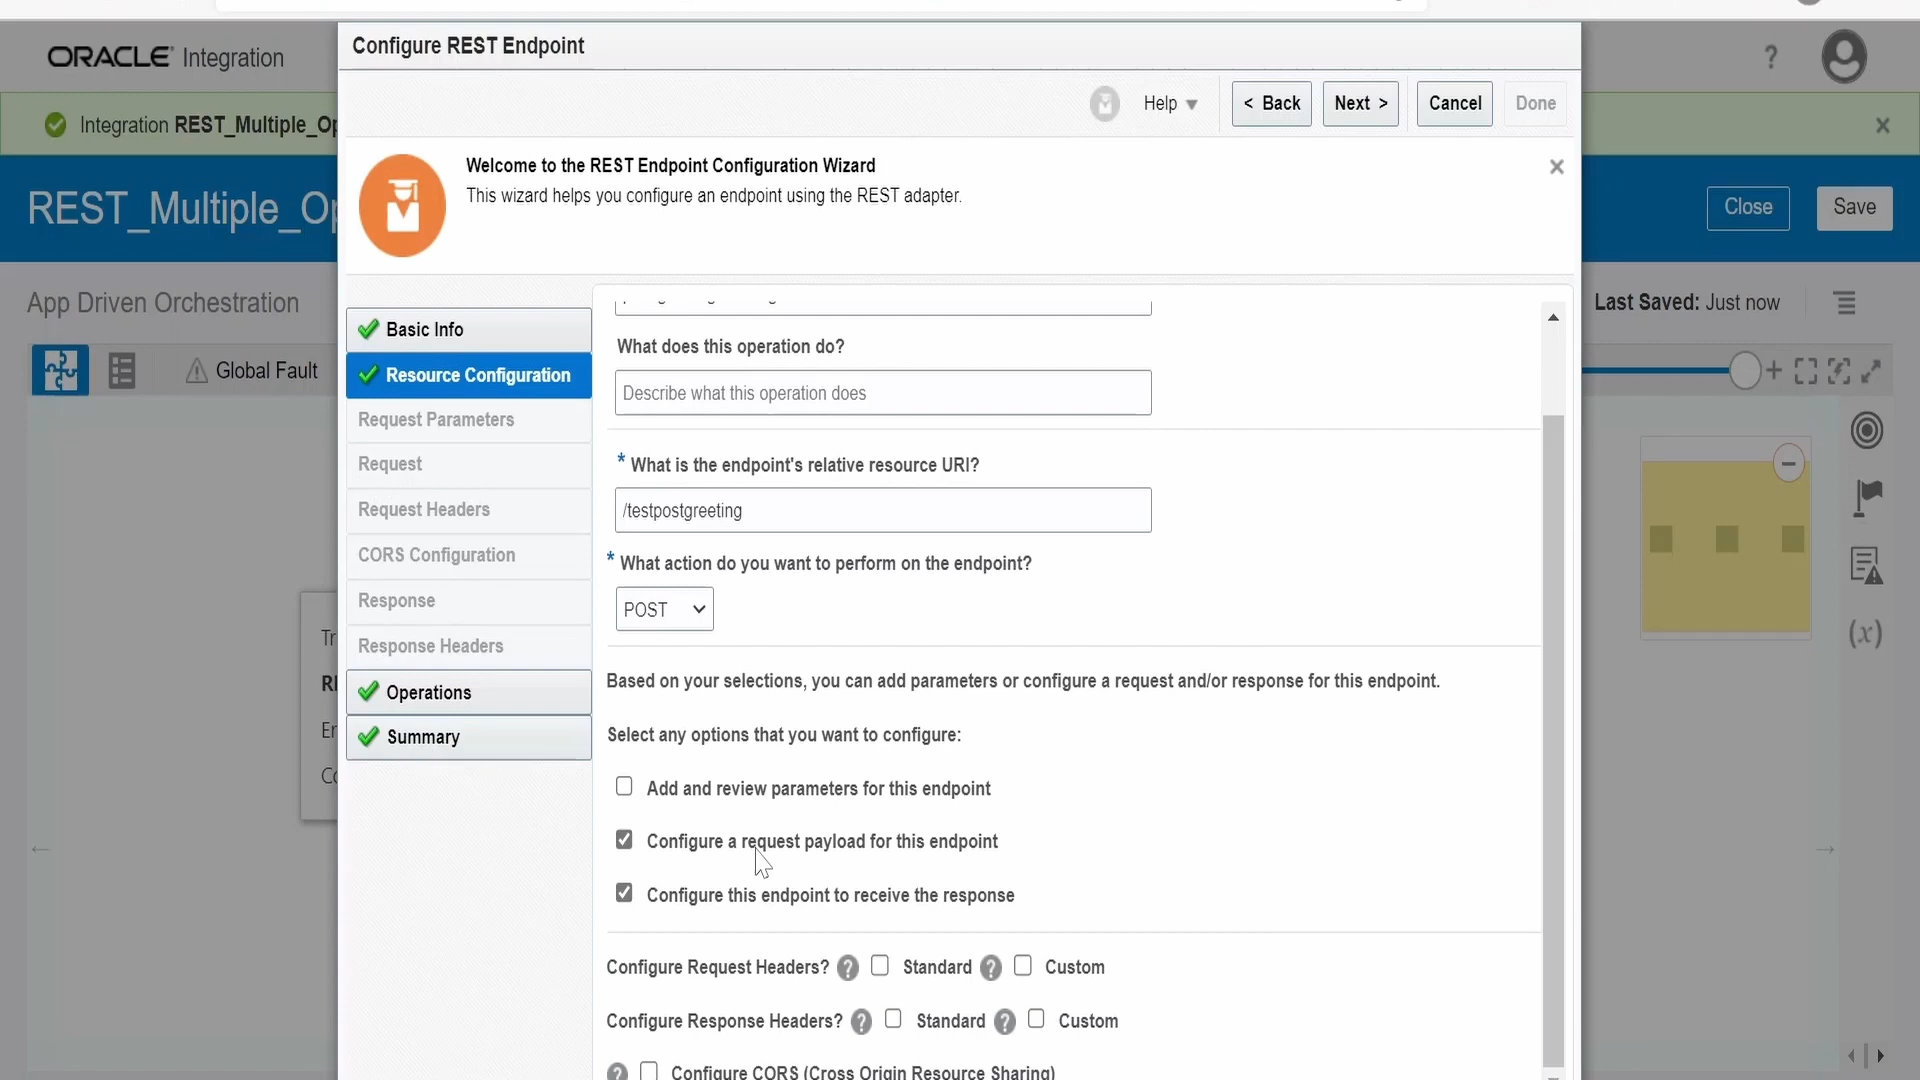 Configure REST Endpoint
ORACLE Integration
?
Help
< Back
Next >
Cancel
Done
Integration REST_Multiple_Op
Welcome to the REST Endpoint Configuration Wizard
This wizard helps you configure an endpoint using the REST adapter.
REST_Multiple_Op
Close
Save
App Driven Orchestration
Last Saved: Just now
Global Fault
Basic Info
Resource Configuration
Request Parameters
Request
Request Headers
CORS Configuration
Response
Response Headers
Operations
Summary
What does this operation do?
Describe what this operation does
* What is the endpoint's relative resource URI?
/testpostgreeting
* What action do you want to perform on the endpoint?
POST
Based on your selections, you can add parameters or configure a request and/or response for this endpoint.
Select any options that you want to configure:
Add and review parameters for this endpoint
Configure a request payload for this endpoint
Configure this endpoint to receive the response
Configure Request Headers? ? Standard ? Custom
Configure Response Headers? ? Standard ? Custom
? Configure CORS (Cross Origin Resource Sharing)
Tr
RI
Er
Co
(x)